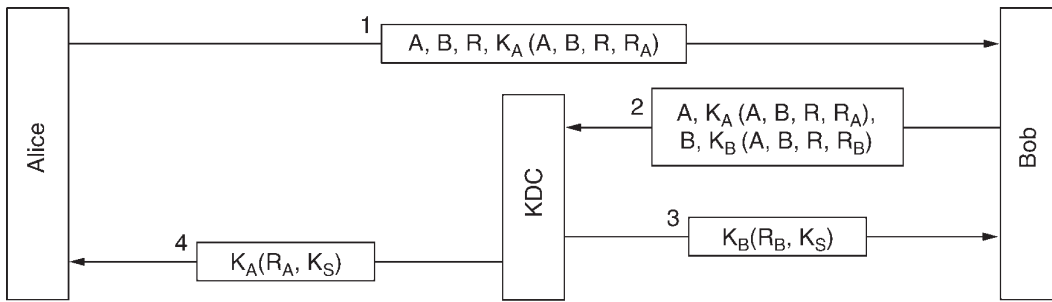 Alice
1
A, B, R, K_A (A, B, R, R_A)
2
A, K_A (A, B, R, R_A),
B, K_B (A, B, R, R_B)
Bob
KDC
3
K_B(R_B, K_S)
4
K_A(R_A, K_S)